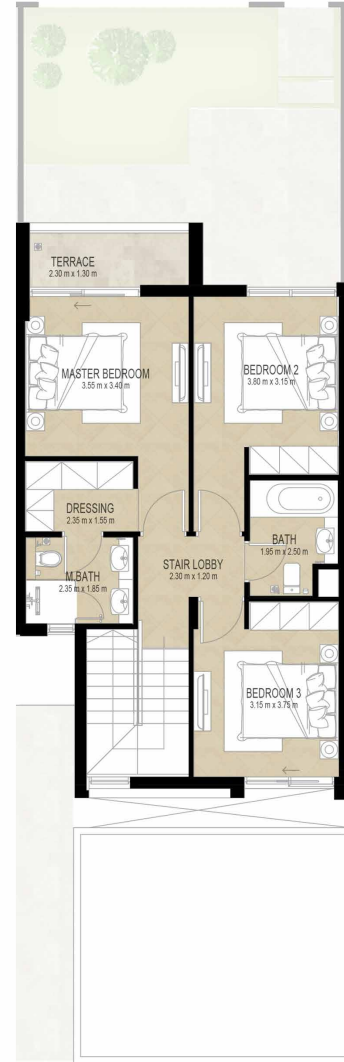 TERRACE
2.30 m x 1.30 m
MASTER BEDROOM
3.55 m x 3.40 m
BEDROOM 2
3.80 m x 3.15 m
DRESSING
2.35 m x 1.55 m
BATH
1.95 m x 2.50 m
STAIR LOBBY
2.30 m x 1.20 m
M.BATH
2.35 m x 1.85 m
BEDROOM 3
3.15 m x 3.75 m